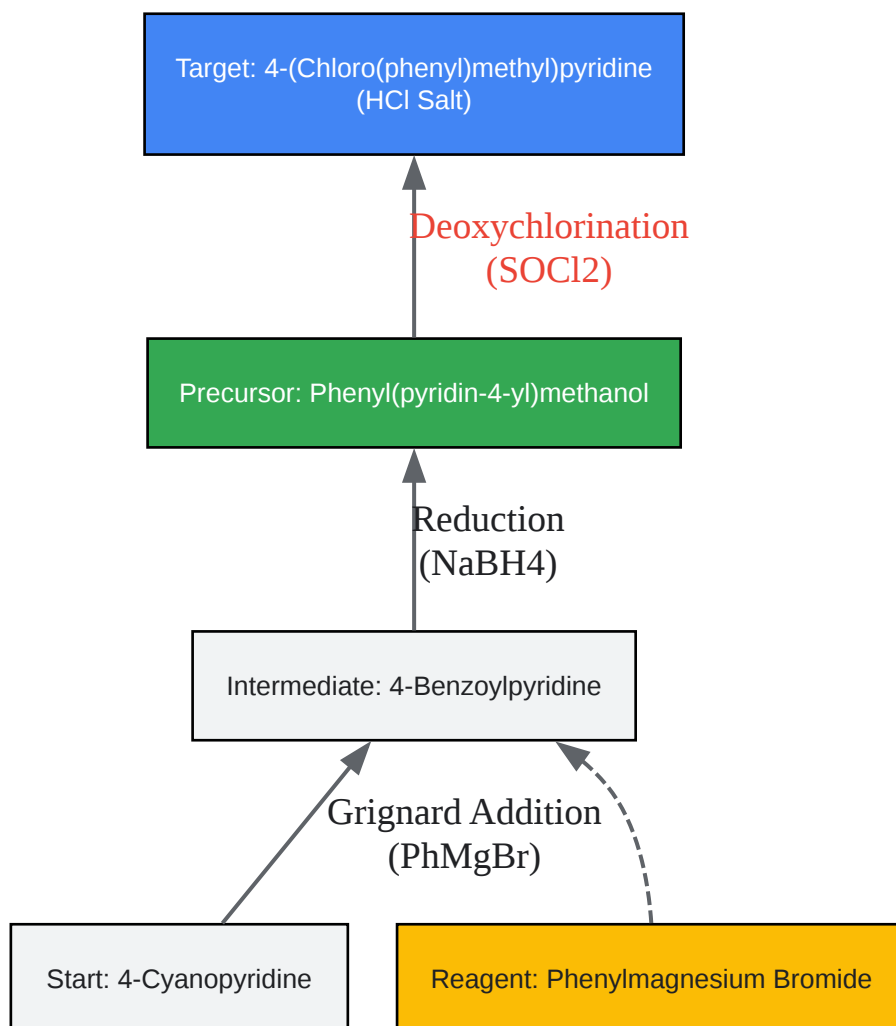 Target: 4-(Chloro(phenyl)methyl)pyridine
(HCl Salt)
Deoxychlorination
(SOCl2)
Precursor: Phenyl(pyridin-4-yl)methanol
Reduction
(NaBH4)
Intermediate: 4-Benzoylpyridine
Grignard Addition
(PhMgBr)
Start: 4-Cyanopyridine
Reagent: Phenylmagnesium Bromide